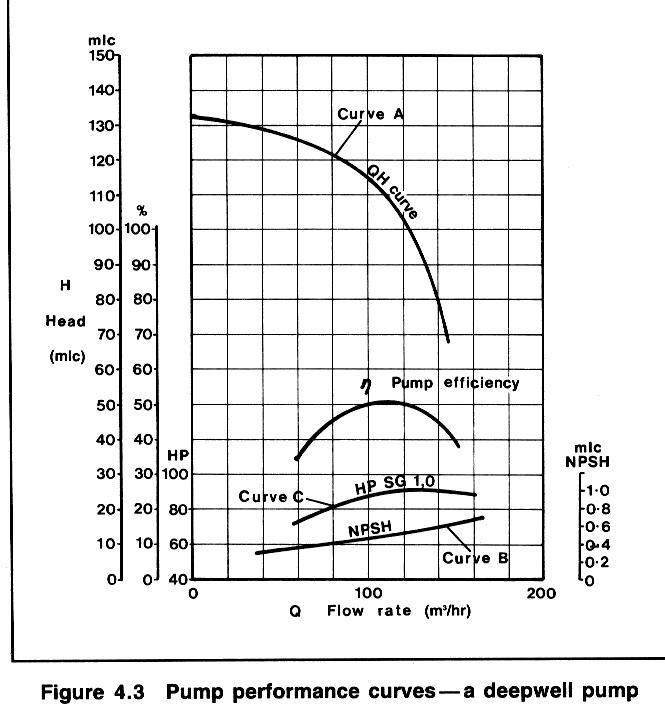 mlc
150
140
130
Curve A
120
QH curve
110
%
100
100
90
90
H
80
80
Head
70
70
(mlc)
60
60
η Pump efficiency
50
50
40
40
HP
mlc
NPSH
30
30
100
HP SG 1,0
1·0
Curve C
20
20
80
0·8
NPSH
0·6
10
10
60
0·4
Curve B
0·2
0
0
40
0
0
100
200
Q Flow rate (m³/hr)
Figure 4.3 Pump performance curves—a deepwell pump